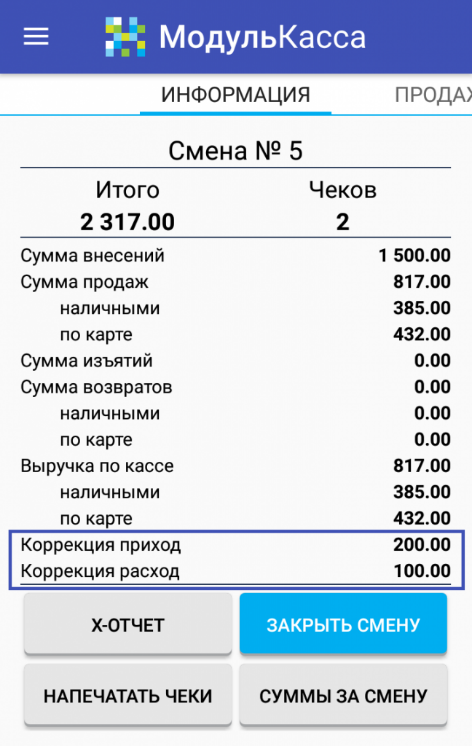 МодульКасса
ИНФОРМАЦИЯ ПРОДАЖ
Смена № 5
Итого Чеков
2 317.00 2
Сумма внесений 1 500.00
Сумма продаж 817.00
наличными 385.00
по карте 432.00
Сумма изъятий 0.00
Сумма возвратов 0.00
наличными 0.00
по карте 0.00
Выручка по кассе 817.00
наличными 385.00
по карте 432.00
Коррекция приход 200.00
Коррекция расход 100.00
Х-ОТЧЕТ ЗАКРЫТЬ СМЕНУ
НАПЕЧАТАТЬ ЧЕКИ СУММЫ ЗА СМЕНУ